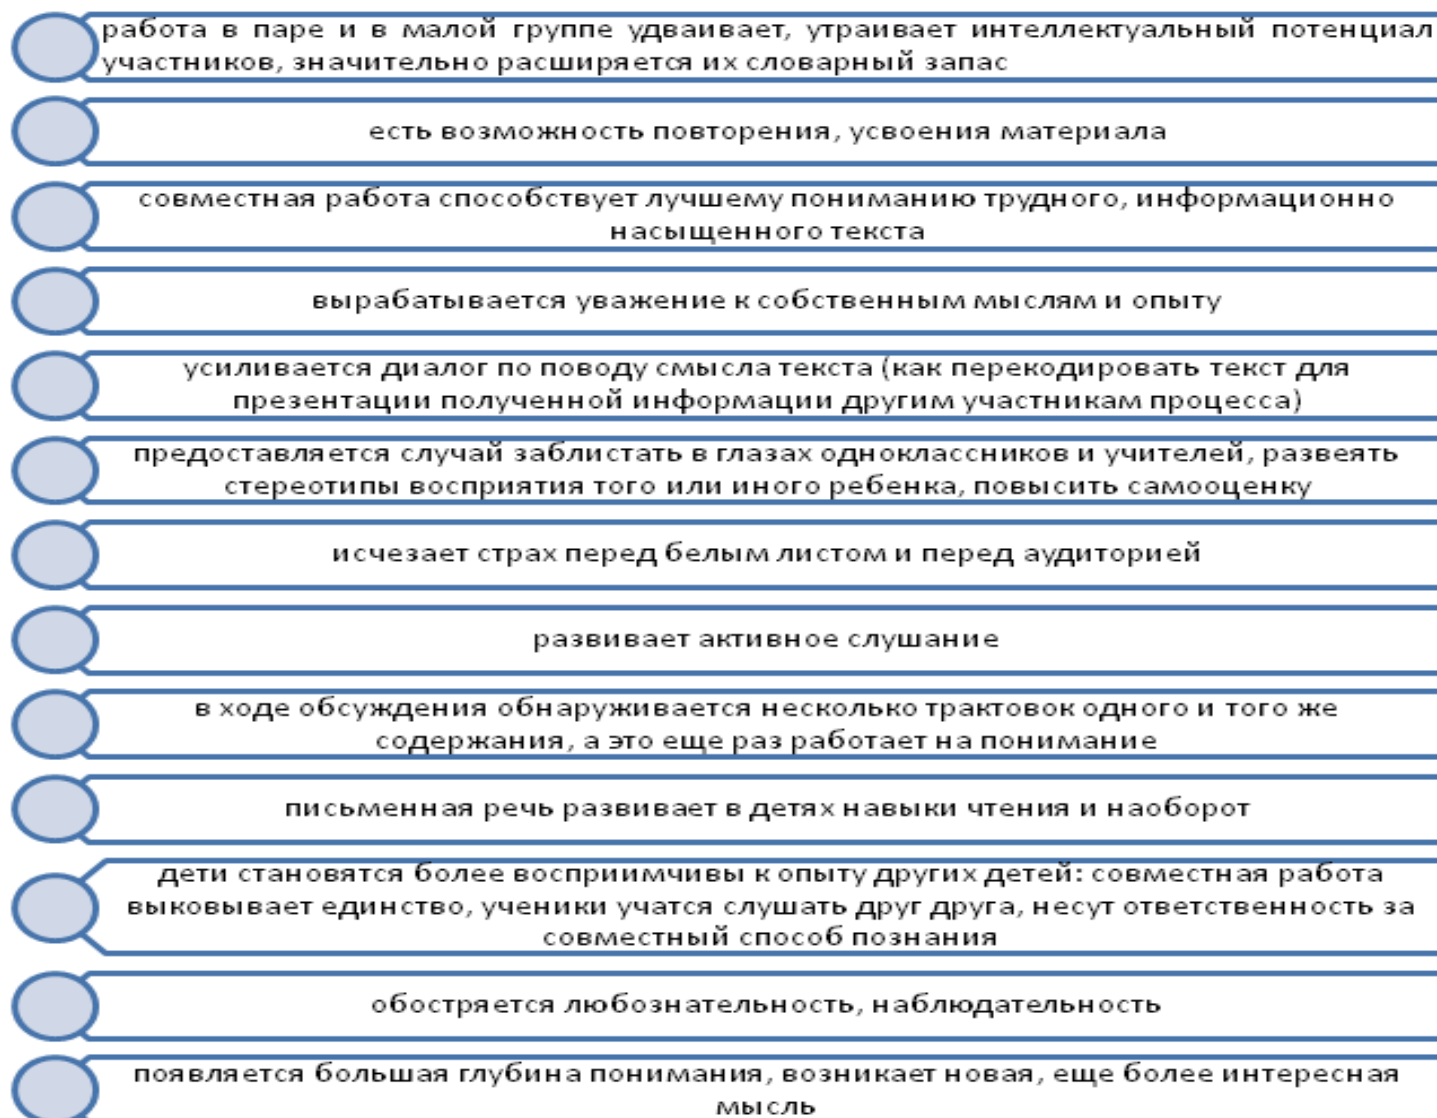 работа в паре и в малой группе удваивает, утраивает интеллектуальный потенциал
участников, значительно расширяется их словарный запас
есть возможность повторения, усвоения материала
совместная работа способствует лучшему пониманию трудного, информационно
насыщенного текста
вырабатывается уважение к собственным мыслям и опыту
усиливается диалог по поводу смысла текста (как перекодировать текст для
презентации полученной информации другим участникам процесса)
предоставляется случай заблистать в глазах одноклассников и учителей, развеять
стереотипы восприятия того или иного ребенка, повысить самооценку
исчезает страх перед белым листом и перед аудиторией
развивает активное слушание
в ходе обсуждения обнаруживается несколько трактовок одного и того же
содержания, а это еще раз работает на понимание
письменная речь развивает в детях навыки чтения и наоборот
дети становятся более восприимчивы к опыту других детей: совместная работа
выковывает единство, ученики учатся слушать друг друга, несут ответственность за
совместный способ познания
обостряется любознательность, наблюдательность
появляется большая глубина понимания, возникает новая, еще более интересная
мысль